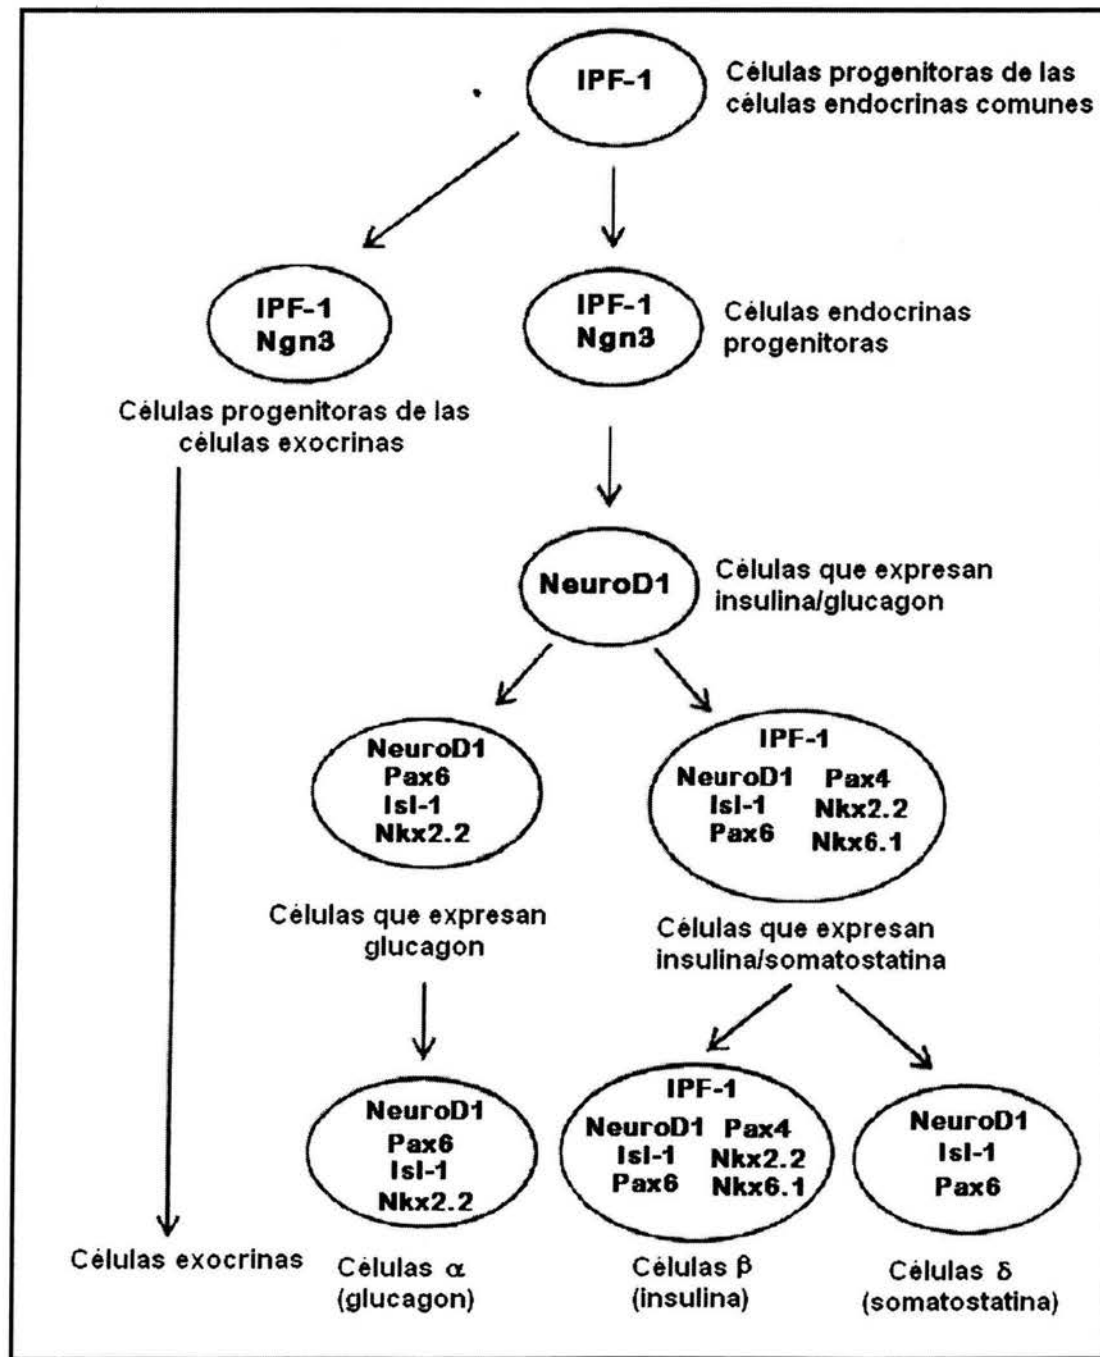 IPF-1
Células progenitoras de las
células endocrinas comunes
IPF-1
Ngn3
Células progenitoras de las
células exocrinas
IPF-1
Ngn3
Células endocrinas
progenitoras
NeuroD1
Células que expresan
insulina/glucagon
NeuroD1
Pax6
Isl-1
Nkx2.2
Células que expresan
glucagon
IPF-1
NeuroD1 Pax4
Isl-1 Nkx2.2
Pax6 Nkx6.1
Células que expresan
insulina/somatostatina
Células exocrinas
NeuroD1
Pax6
Isl-1
Nkx2.2
Células α
(glucagon)
IPF-1
NeuroD1 Pax4
Isl-1 Nkx2.2
Pax6 Nkx6.1
Células β
(insulina)
NeuroD1
Isl-1
Pax6
Células δ
(somatostatina)